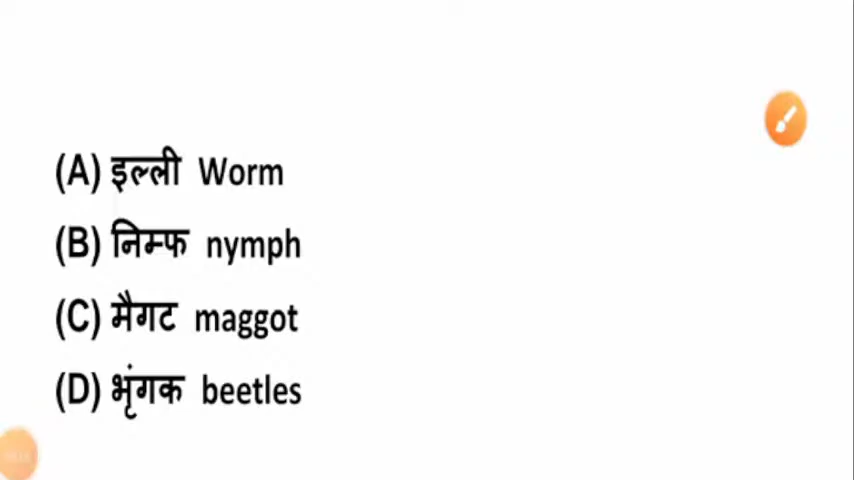 (A) इल्ली Worm
(B) निम्फ nymph
(C) मैगट maggot
(D) भृंगक beetles